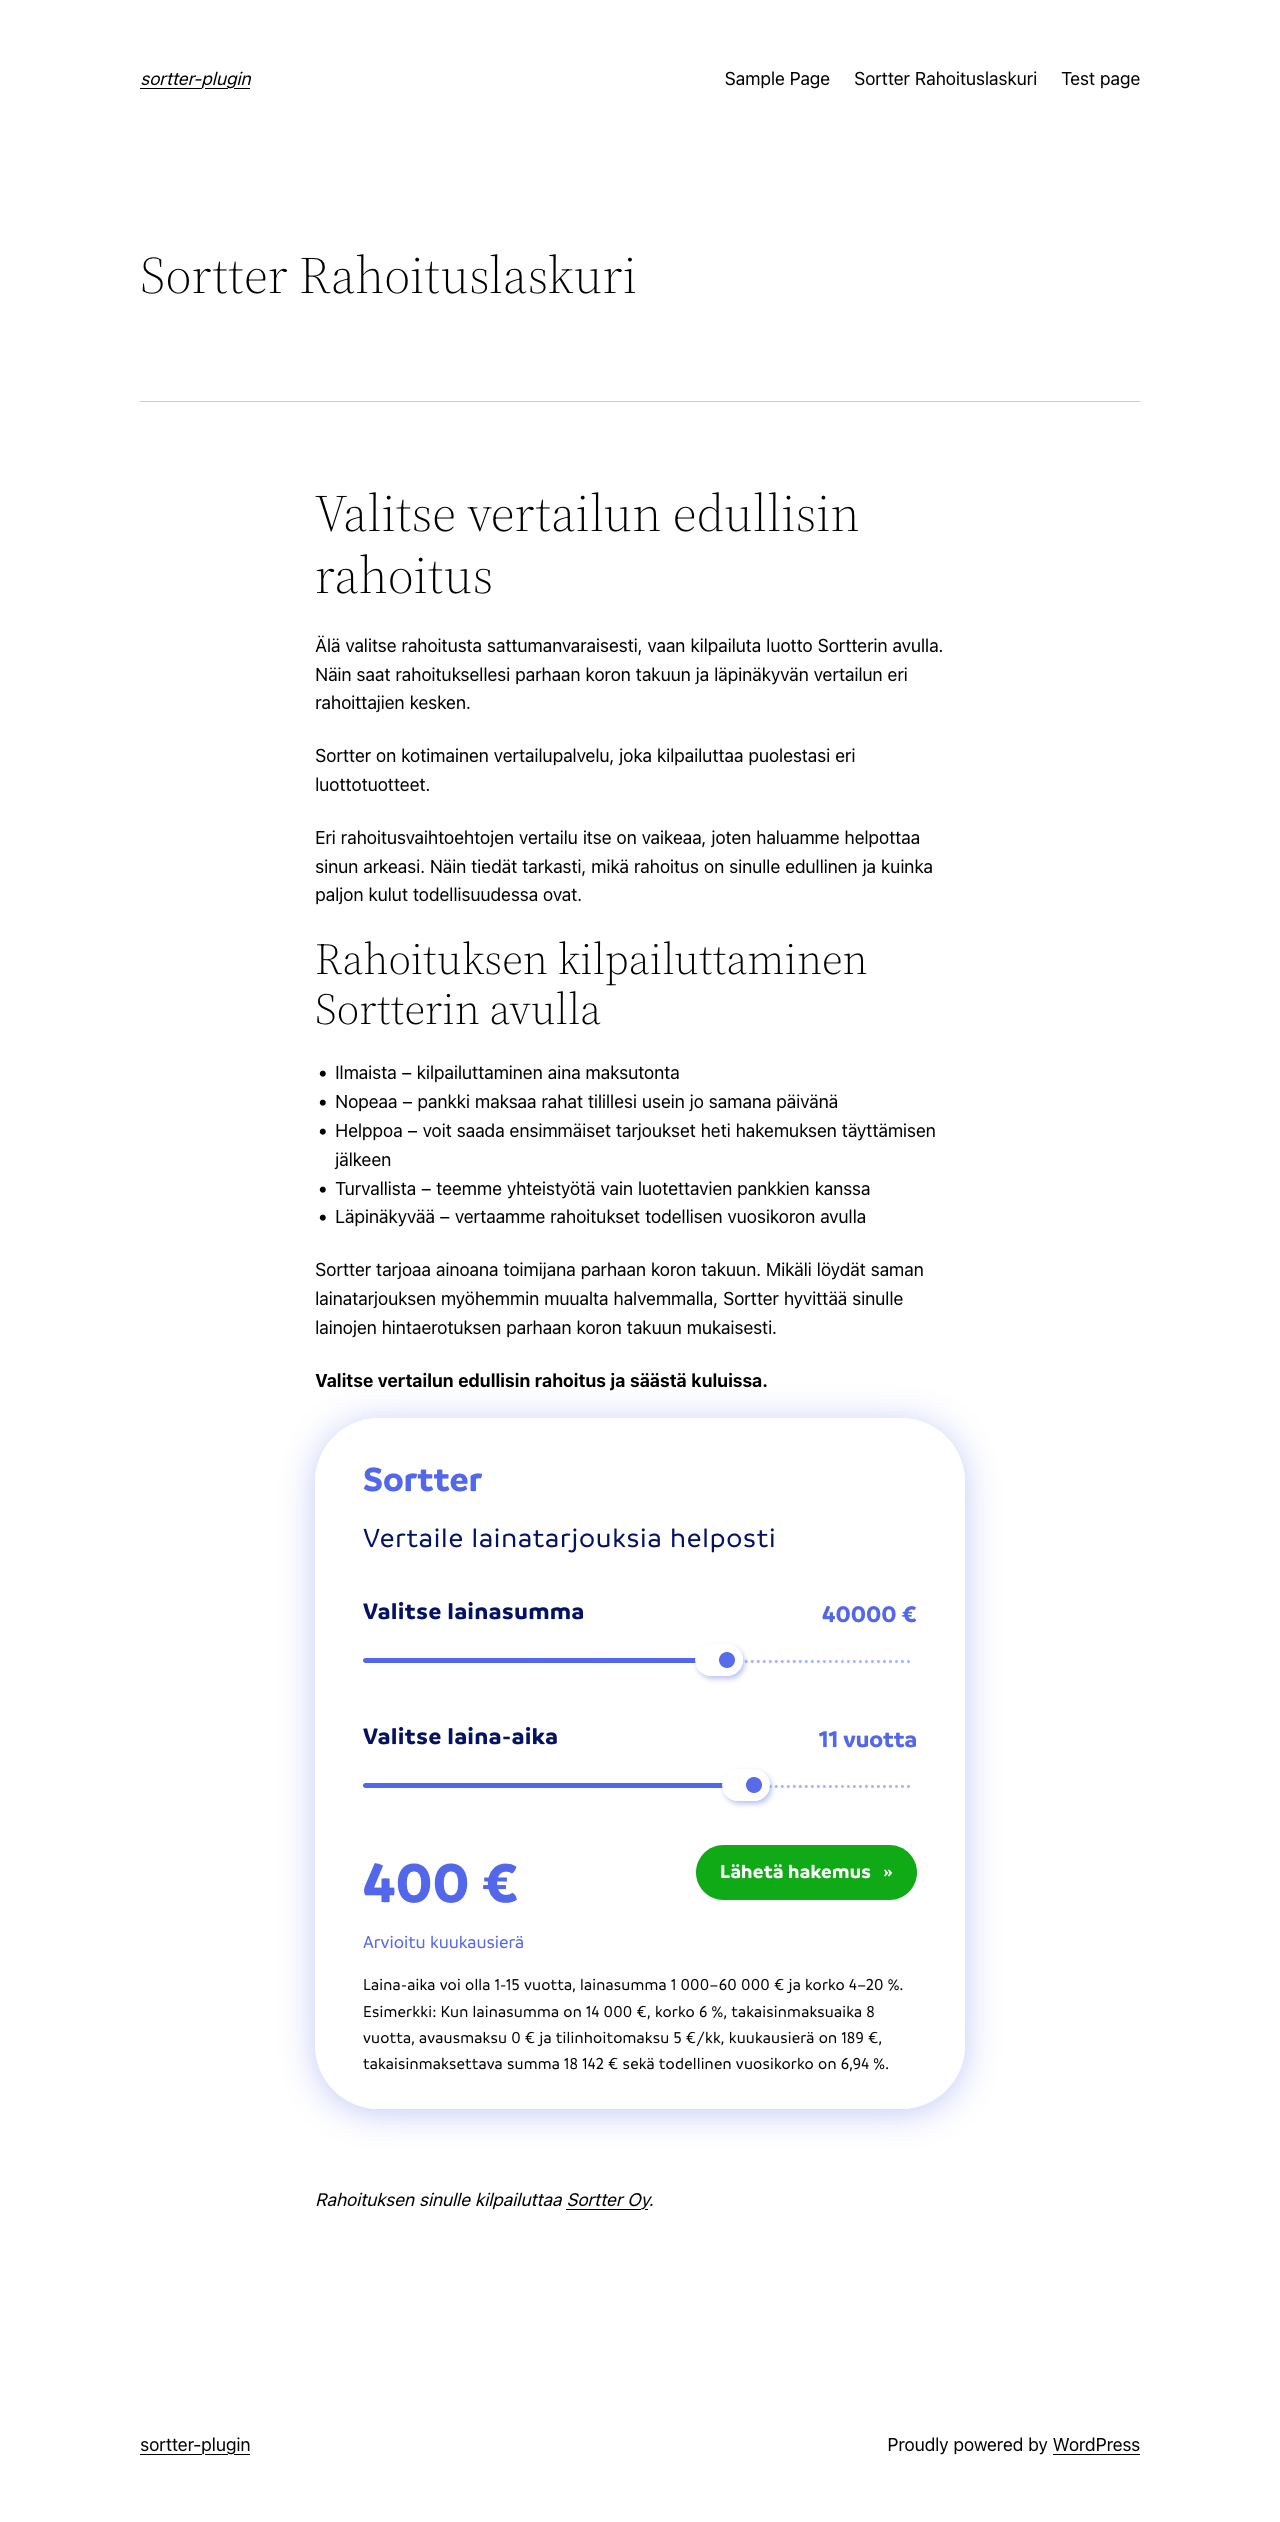 sortter-plugin
Sample Page Sortter Rahoituslaskuri Test page
Sortter Rahoituslaskuri
Valitse vertailun edullisin
rahoitus
Älä valitse rahoitusta sattumanvaraisesti, vaan kilpailuta luotto Sortterin avulla.
Näin saat rahoituksellesi parhaan koron takuun ja läpinäkyvän vertailun eri
rahoittajien kesken.
Sortter on kotimainen vertailupalvelu, joka kilpailuttaa puolestasi eri
luottotuotteet.
Eri rahoitusvaihtoehtojen vertailu itse on vaikeaa, joten haluamme helpottaa
sinun arkeasi. Näin tiedät tarkasti, mikä rahoitus on sinulle edullinen ja kuinka
paljon kulut todellisuudessa ovat.
Rahoituksen kilpailuttaminen
Sortterin avulla
• Ilmaista – kilpailuttaminen aina maksutonta
• Nopeaa – pankki maksaa rahat tilillesi usein jo samana päivänä
• Helppoa – voit saada ensimmäiset tarjoukset heti hakemuksen täyttämisen
jälkeen
• Turvallista – teemme yhteistyötä vain luotettavien pankkien kanssa
• Läpinäkyvää – vertaamme rahoitukset todellisen vuosikoron avulla
Sortter tarjoaa ainoana toimijana parhaan koron takuun. Mikäli löydät saman
lainatarjouksen myöhemmin muualta halvemmalla, Sortter hyvittää sinulle
lainojen hintaerotuksen parhaan koron takuun mukaisesti.
Valitse vertailun edullisin rahoitus ja säästä kuluissa.
Sortter
Vertaile lainatarjouksia helposti
Valitse lainasumma 40000 €
Valitse laina-aika 11 vuotta
400 € Lähetä hakemus »
Arvioitu kuukausierä
Laina-aika voi olla 1-15 vuotta, lainasumma 1 000–60 000 € ja korko 4–20 %.
Esimerkki: Kun lainasumma on 14 000 €, korko 6 %, takaisinmaksuaika 8
vuotta, avausmaksu 0 € ja tilinhoitomaksu 5 €/kk, kuukausierä on 189 €,
takaisinmaksettava summa 18 142 € sekä todellinen vuosikorko on 6,94 %.
Rahoituksen sinulle kilpailuttaa Sortter Oy.
sortter-plugin Proudly powered by WordPress